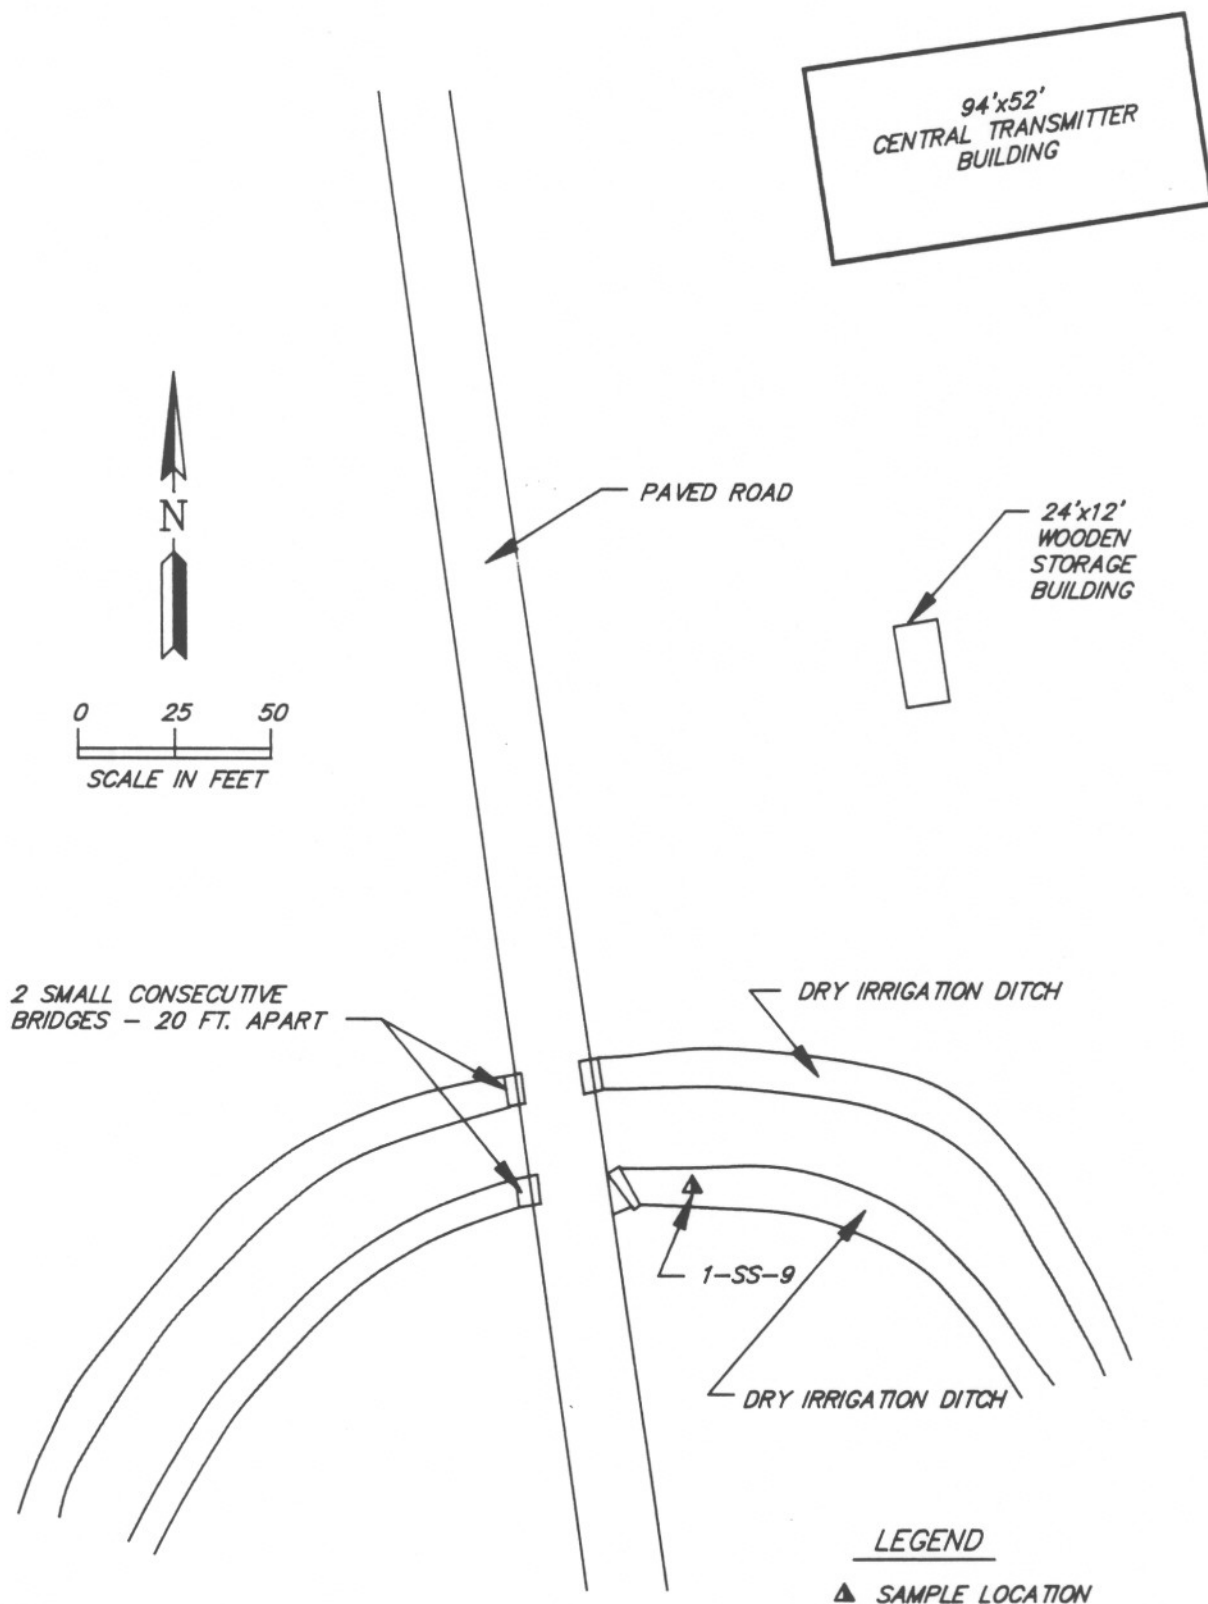 94'x52'
CENTRAL TRANSMITTER
BUILDING
PAVED ROAD
24'x12'
WOODEN
STORAGE
BUILDING
N
0 25 50
SCALE IN FEET
2 SMALL CONSECUTIVE
BRIDGES - 20 FT. APART
DRY IRRIGATION DITCH
1-SS-9
DRY IRRIGATION DITCH
LEGEND
SAMPLE LOCATION